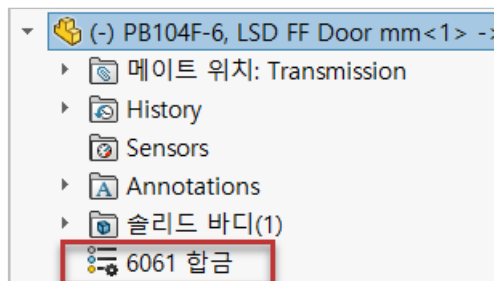 (-) PB104F-6, LSD FF Door mm<1> ->
메이트 위치: Transmission
History
Sensors
Annotations
솔리드 바디(1)
6061 합금